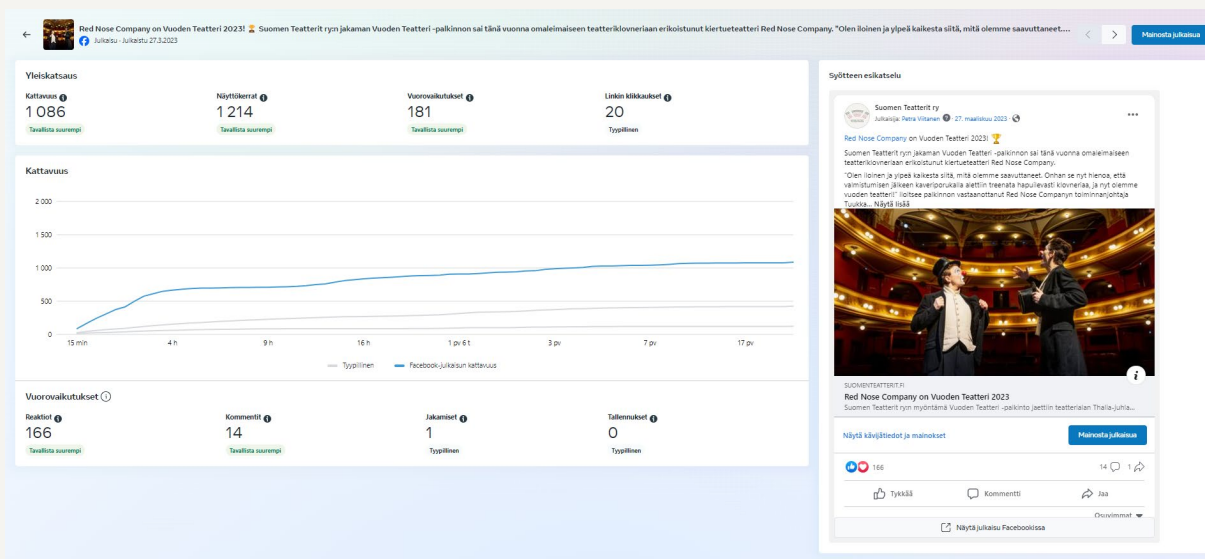 Red Nose Company on Vuoden Teatteri 2023! 🏆 Suomen Teatterit ry:n jakaman Vuoden Teatteri -palkinnon sai tänä vuonna omaleimaiseen teatteriklovneriaan erikoistunut kiertueteatteri Red Nose Company. "Olen iloinen ja ylpeä kaikesta siitä, mitä olemme saavuttaneet....
Julkaisu · Julkaistu 27.3.2023
Mainosta julkaisua
Yleiskatsaus
Kattavuus
Näyttökerrat
Vuorovaikutukset
Linkin klikkaukset
1 086
1 214
181
20
Tavallista suurempi
Tavallista suurempi
Tavallista suurempi
Tyypillinen
Kattavuus
2 000
1 500
1 000
500
0
15 min
4 h
9 h
16 h
1 pv 6 t
3 pv
7 pv
17 pv
Tyypillinen
Facebook-julkaisun kattavuus
Vuorovaikutukset
Reaktiot
Kommentit
Jakamiset
Tallennukset
166
14
1
0
Tavallista suurempi
Tavallista suurempi
Tyypillinen
Tyypillinen
Syötteen esikatselu
Suomen Teatterit ry
Julkaisija: Petra Viitanen · 27. maaliskuu 2023 ·
Red Nose Company on Vuoden Teatteri 2023! 🏆
Suomen Teatterit ry:n jakaman Vuoden Teatteri -palkinnon sai tänä vuonna omaleimaiseen
teatteriklovneriaan erikoistunut kiertueteatteri Red Nose Company.
"Olen iloinen ja ylpeä kaikesta siitä, mitä olemme saavuttaneet. Onhan se nyt hienoa, että
valmistumisen jälkeen kaveriporukalla alettiin treenata hapuilevasti klovneriaa, ja nyt olemme
vuoden teatteri!" iloitsee palkinnon vastaanottanut Red Nose Companyn toiminnanjohtaja
Tuukka... Näytä lisää
SUOMENTEATTERIT.FI
Red Nose Company on Vuoden Teatteri 2023
Suomen Teatterit ry:n myöntämä Vuoden Teatteri -palkinto jaettiin teatterialan Thalia-juhla...
Näytä kävijätiedot ja mainokset
Mainosta julkaisua
166
14
1
Tykkää
Kommentti
Jaa
Osuvimmat
Näytä julkaisu Facebookissa